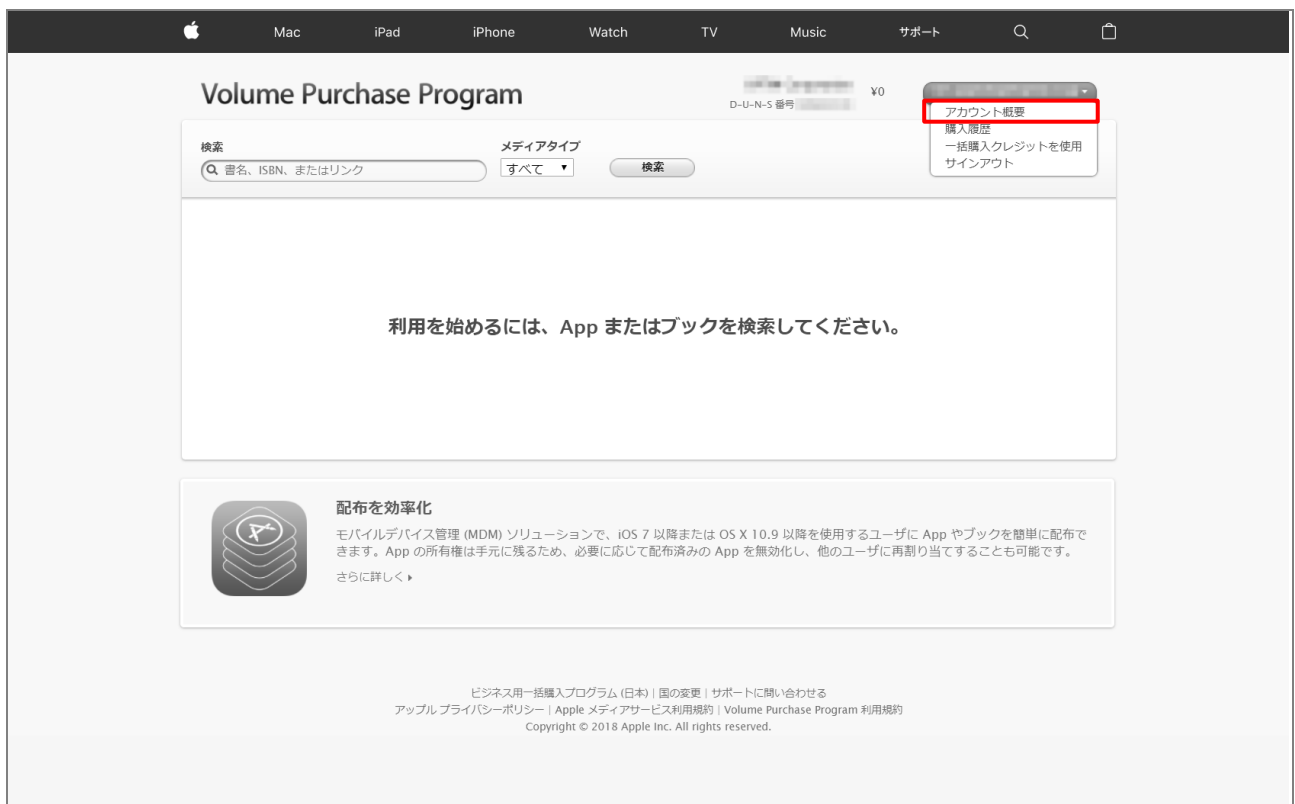 Mac iPad iPhone Watch TV Music サポート
Volume Purchase Program
D-U-N-S 番号
¥0
アカウント概要
購入履歴
一括購入クレジットを使用
サインアウト
検索
メディアタイプ
書名、ISBN、またはリンク
すべて
検索
利用を始めるには、App またはブックを検索してください。
配布を効率化
モバイルデバイス管理 (MDM) ソリューションで、iOS 7 以降または OS X 10.9 以降を使用するユーザに App やブックを簡単に配布で
きます。App の所有権は手元に残るため、必要に応じて配布済みの App を無効化し、他のユーザに再割り当てすることも可能です。
さらに詳しく
ビジネス用一括購入プログラム (日本) | 国の変更 | サポートに問い合わせる
アップル プライバシーポリシー | Apple メディアサービス利用規約 | Volume Purchase Program 利用規約
Copyright © 2018 Apple Inc. All rights reserved.